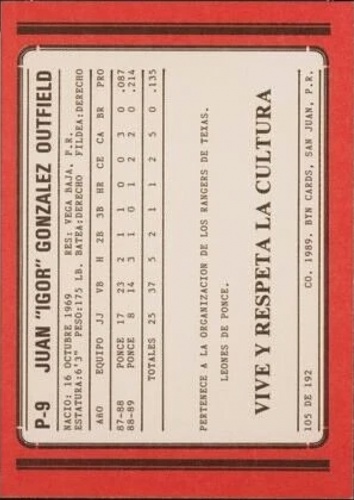 P-9 JUAN "IGOR" GONZALEZ OUTFIELD
NACIO: 16 OCTUBRE 1969 RES: VEGA BAJA, P.R.
ESTATURA:6'3" PESO:175 LB. BATEA:DERECHO FILDEA:DERECHO
AñO EQUIPO JJ VB H 2B 3B HR CE CA BR PRO
87-88 PONCE 17 23 2 1 1 0 0 3 0 .087
88-89 PONCE 8 14 3 1 0 1 2 2 0 .214
TOTALES 25 37 5 2 1 1 2 5 0 .135
PERTENECE A LA ORGANIZACION DE LOS RANGERS DE TEXAS.
LEONES DE PONCE.
VIVE Y RESPETA LA CULTURA
105 DE 192 CO. 1989, BYN CARDS, SAN JUAN, P.R.